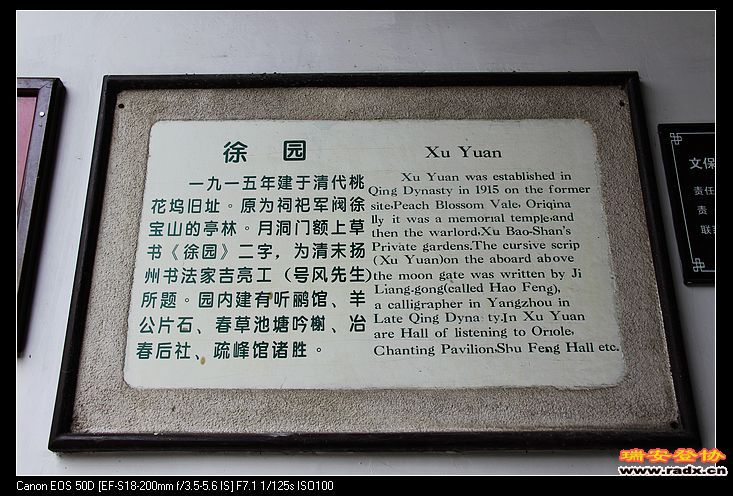 徐 园
一九一五年建于清代桃
花坞旧址。原为祠祀军阀徐
宝山的亭林。月洞门额上草
书《徐园》二字，为清末扬
州书法家吉亮工（号风先生）
所题。园内建有听鹂馆、羊
公片石、春草池塘吟榭、冶
春后社、疏峰馆诸胜。
Xu Yuan
Xu Yuan was established in
Qing Dynasty in 1915 on the former
site.Peach Blossom Vale. Origina
lly it was a memorial temple.and
then the warlord.Xu Bao-Shan's
Private gardens.The cursive scrip
(Xu Yuan)on the aboard above
the moon gate was written by Ji
Liang-gong(called Hao Feng),
a calligrapher in Yangzhou in
Late Qing Dyna ty.In Xu Yuan
are Hall of listening to Oriole,
Chanting Pavilion.Shu Feng Hall etc.
文保
责任
责
联
瑞安登协
www.radx.cn
Canon EOS 50D [EF-S18-200mm f/3.5-5.6 IS] F7.1 1/125s ISO100